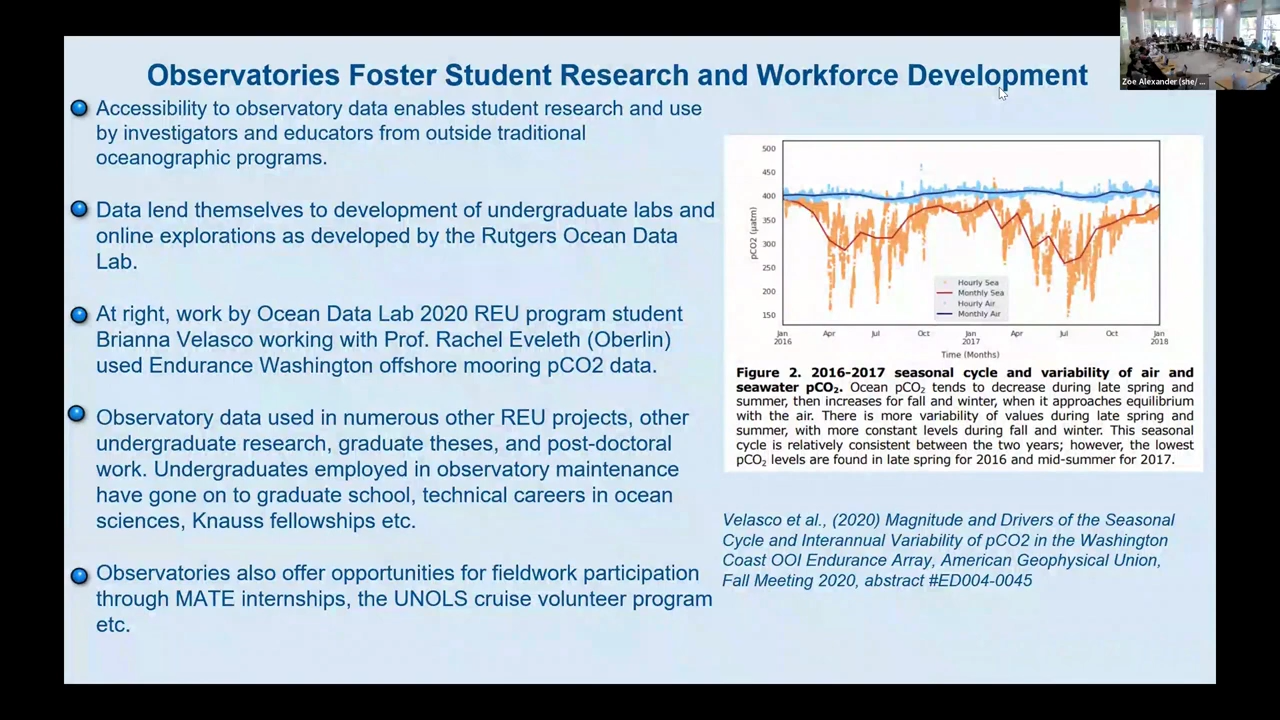 Observatories Foster Student Research and Workforce Development
Accessibility to observatory data enables student research and use
by investigators and educators from outside traditional
oceanographic programs.
Data lend themselves to development of undergraduate labs and
online explorations as developed by the Rutgers Ocean Data
Lab.
At right, work by Ocean Data Lab 2020 REU program student
Brianna Velasco working with Prof. Rachel Eveleth (Oberlin)
used Endurance Washington offshore mooring pCO2 data.
Observatory data used in numerous other REU projects, other
undergraduate research, graduate theses, and post-doctoral
work. Undergraduates employed in observatory maintenance
have gone on to graduate school, technical careers in ocean
sciences, Knauss fellowships etc.
Observatories also offer opportunities for fieldwork participation
through MATE internships, the UNOLS cruise volunteer program
etc.
500
450
400
350
300
250
200
150
pCO2 (μatm)
Hourly Sea
Monthly Sea
Hourly Air
Monthly Air
Jan Apr Jul Oct Jan Apr Jul Oct Jan
2016 2017 2018
Time (Months)
Figure 2. 2016-2017 seasonal cycle and variability of air and
seawater pCO₂. Ocean pCO₂ tends to decrease during late spring and
summer, then increases for fall and winter, when it approaches equilibrium
with the air. There is more variability of values during late spring and
summer, with more constant levels during fall and winter. This seasonal
cycle is relatively consistent between the two years; however, the lowest
pCO₂ levels are found in late spring for 2016 and mid-summer for 2017.
Velasco et al., (2020) Magnitude and Drivers of the Seasonal
Cycle and Interannual Variability of pCO2 in the Washington
Coast OOI Endurance Array, American Geophysical Union,
Fall Meeting 2020, abstract #ED004-0045
Zoe Alexander (she/ ...